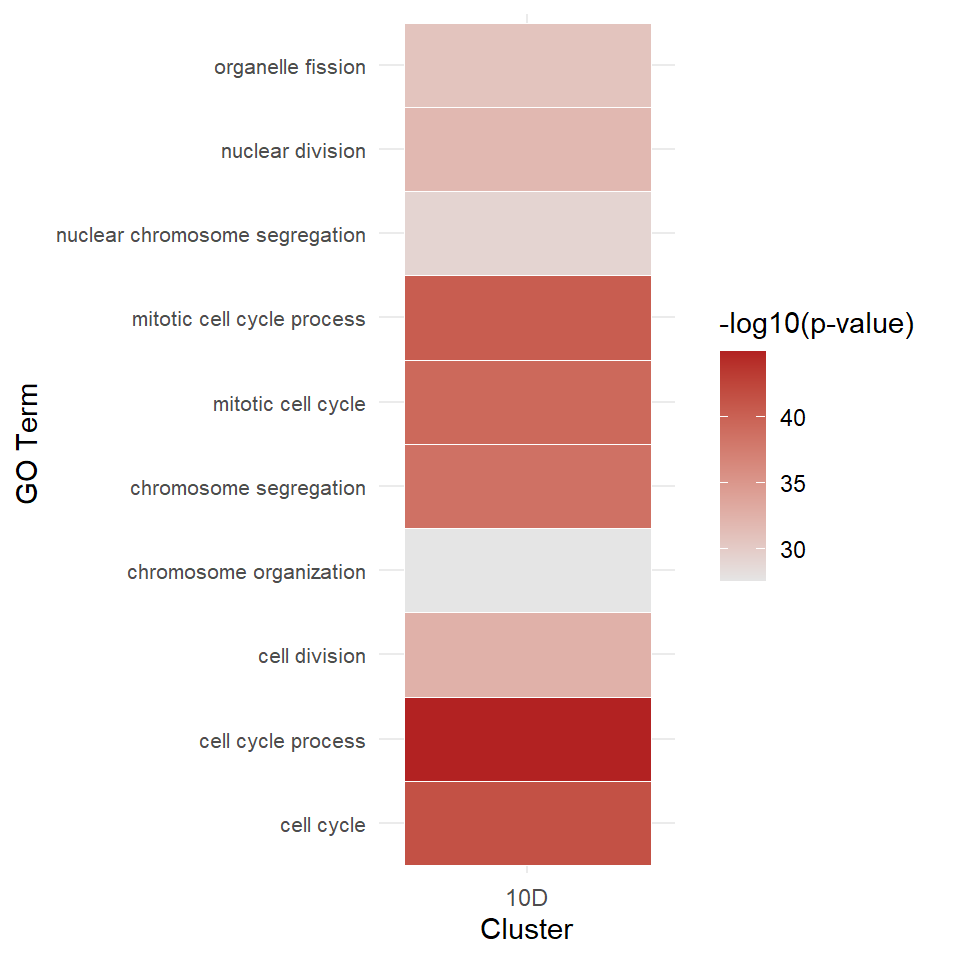 organelle fission
nuclear division
nuclear chromosome segregation
mitotic cell cycle process
mitotic cell cycle
chromosome segregation
chromosome organization
cell division
cell cycle process
cell cycle
GO Term
10D
Cluster
-log10(p-value)
40
35
30